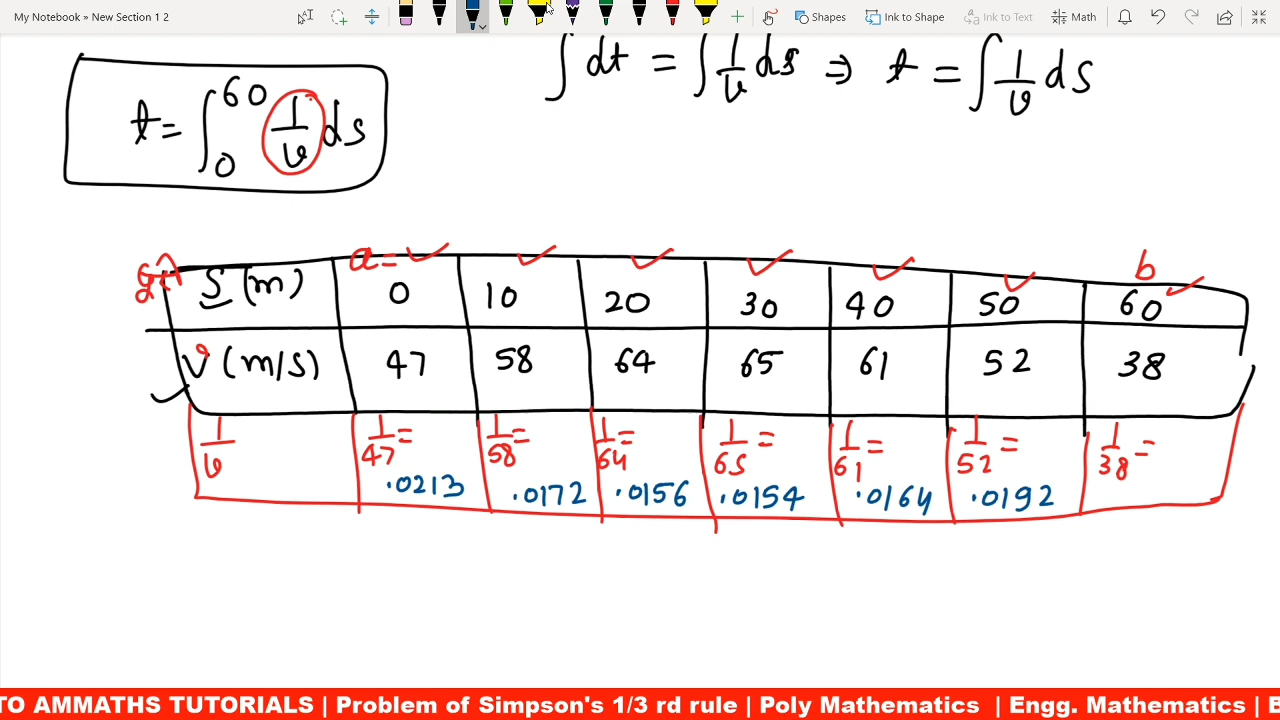 My Notebook » New Section 1 2
Shapes Ink to Shape Ink to Text Math
∫dt = ∫1/v ds ⇒ t = ∫1/v ds
t = ∫₀⁶⁰ 1/v ds
a= b
S (m) 0 10 20 30 40 50 60
v (m/s) 47 58 64 65 61 52 38
1/v 1/47= 1/58= 1/64= 1/65= 1/61= 1/52= 1/38=
.0213 .0172 .0156 .0154 .0164 .0192
TO AMMATHS TUTORIALS | Problem of Simpson's 1/3 rd rule | Poly Mathematics | Engg. Mathematics | E